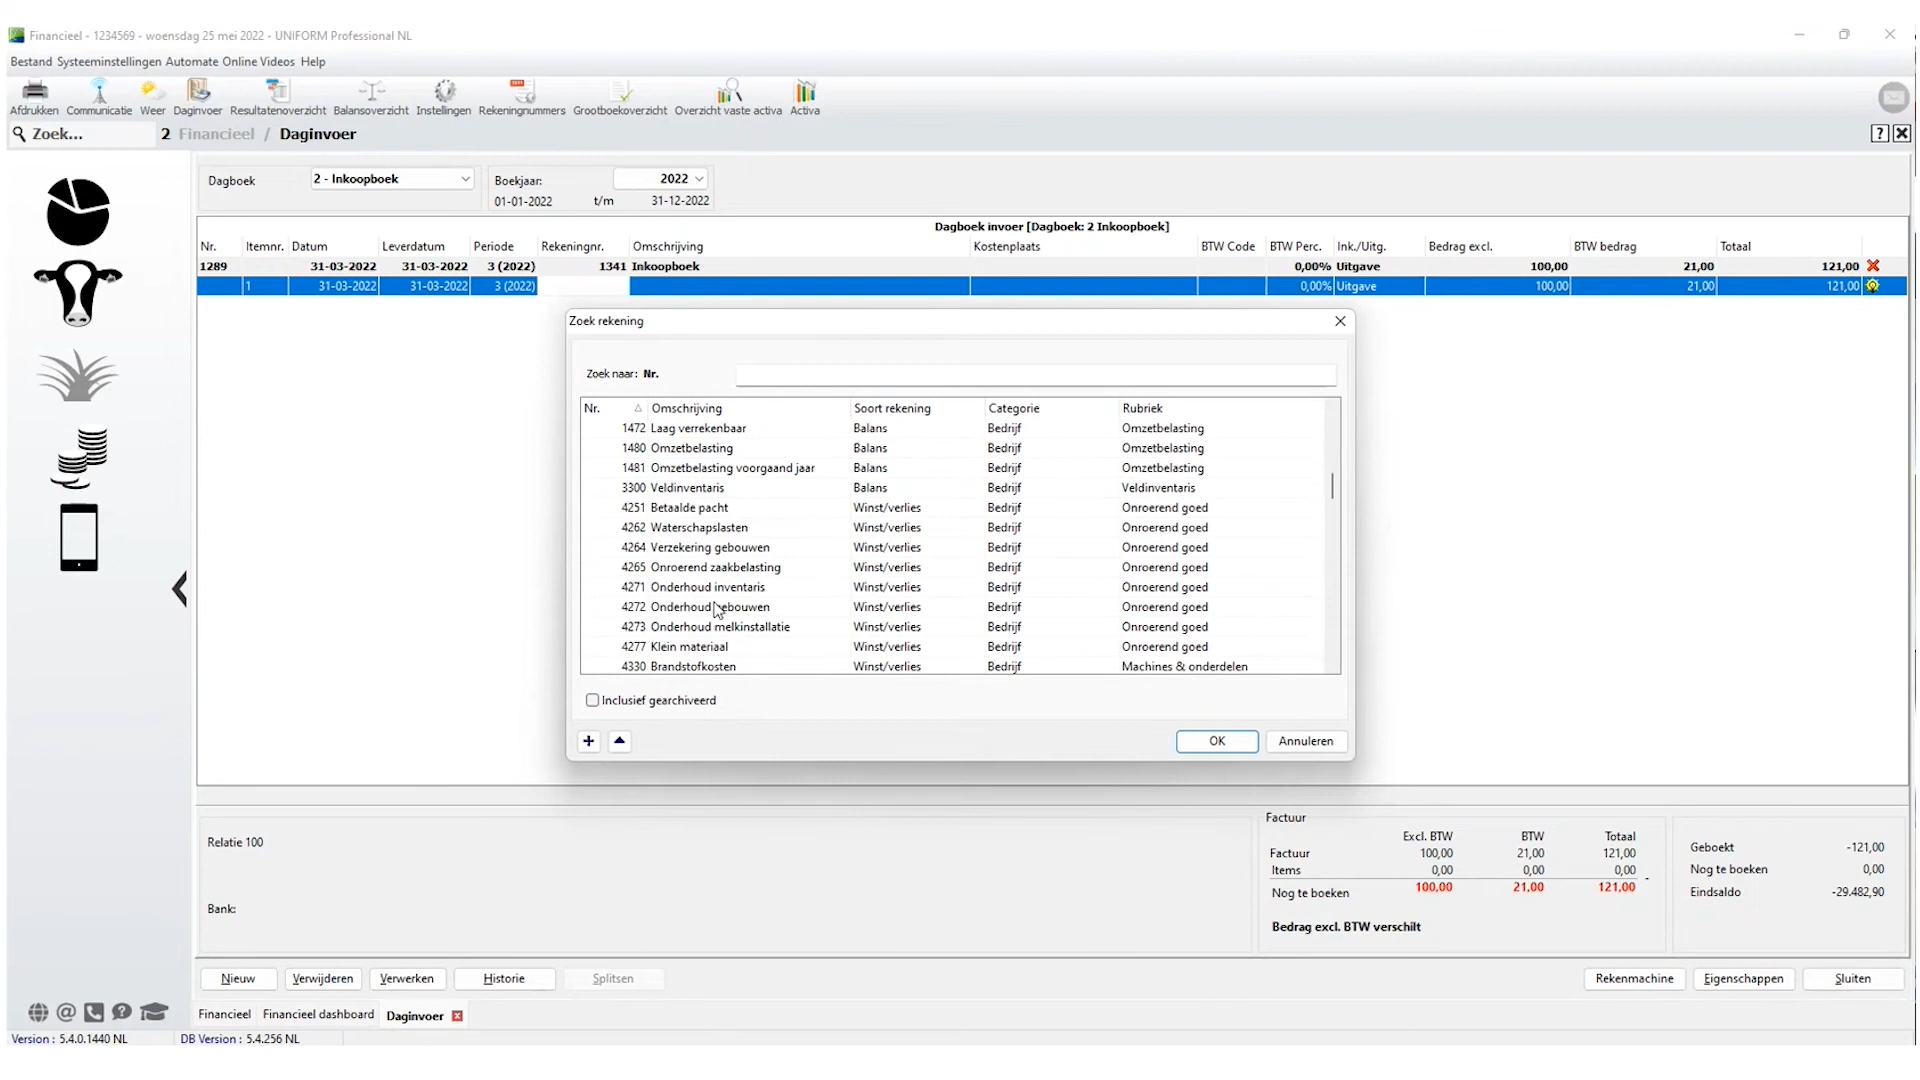 Financieel - 1234569 - woensdag 25 mei 2022 - UNIFORM Professional NL
Bestand Systeeminstellingen Automate Online Videos Help
Afdrukken Communicatie Weer Daginvoer Resultatenoverzicht Balansoverzicht Instellingen Rekeningnummers Grootboekoverzicht Overzicht vaste activa Activa
Zoek... 2 Financieel / Daginvoer ?
Dagboek 2 - Inkoopboek Boekjaar: 2022
01-01-2022 t/m 31-12-2022
Dagboek invoer [Dagboek: 2 Inkoopboek]
Nr. Itemnr. Datum Leverdatum Periode Rekeningnr. Omschrijving Kostenplaats BTW Code BTW Perc. Ink./Uitg. Bedrag excl. BTW bedrag Totaal
1289 31-03-2022 31-03-2022 3 (2022) 1341 Inkoopboek 0,00% Uitgave 100,00 21,00 121,00
1 31-03-2022 31-03-2022 3 (2022) 0,00% Uitgave 100,00 21,00 121,00
Zoek rekening
Zoek naar: Nr.
Nr. Omschrijving Soort rekening Categorie Rubriek
1472 Laag verrekenbaar Balans Bedrijf Omzetbelasting
1480 Omzetbelasting Balans Bedrijf Omzetbelasting
1481 Omzetbelasting voorgaand jaar Balans Bedrijf Omzetbelasting
3300 Veldinventaris Balans Bedrijf Veldinventaris
4251 Betaalde pacht Winst/verlies Bedrijf Onroerend goed
4262 Waterschapslasten Winst/verlies Bedrijf Onroerend goed
4264 Verzekering gebouwen Winst/verlies Bedrijf Onroerend goed
4265 Onroerend zaakbelasting Winst/verlies Bedrijf Onroerend goed
4271 Onderhoud inventaris Winst/verlies Bedrijf Onroerend goed
4272 Onderhoud gebouwen Winst/verlies Bedrijf Onroerend goed
4273 Onderhoud melkinstallatie Winst/verlies Bedrijf Onroerend goed
4277 Klein materiaal Winst/verlies Bedrijf Onroerend goed
4330 Brandstofkosten Winst/verlies Bedrijf Machines & onderdelen
Inclusief gearchiveerd
OK Annuleren
Relatie 100
Bank:
Factuur
Excl. BTW BTW Totaal
Factuur 100,00 21,00 121,00
Items 0,00 0,00 0,00 -
Nog te boeken 100,00 21,00 121,00
Bedrag excl. BTW verschilt
Geboekt -121,00
Nog te boeken 0,00
Eindsaldo -29.482,90
Nieuw Verwijderen Verwerken Historie Splitsen Rekenmachine Eigenschappen Sluiten
Financieel Financieel dashboard Daginvoer
Version : 5.4.0.1440 NL DB Version : 5.4.256 NL